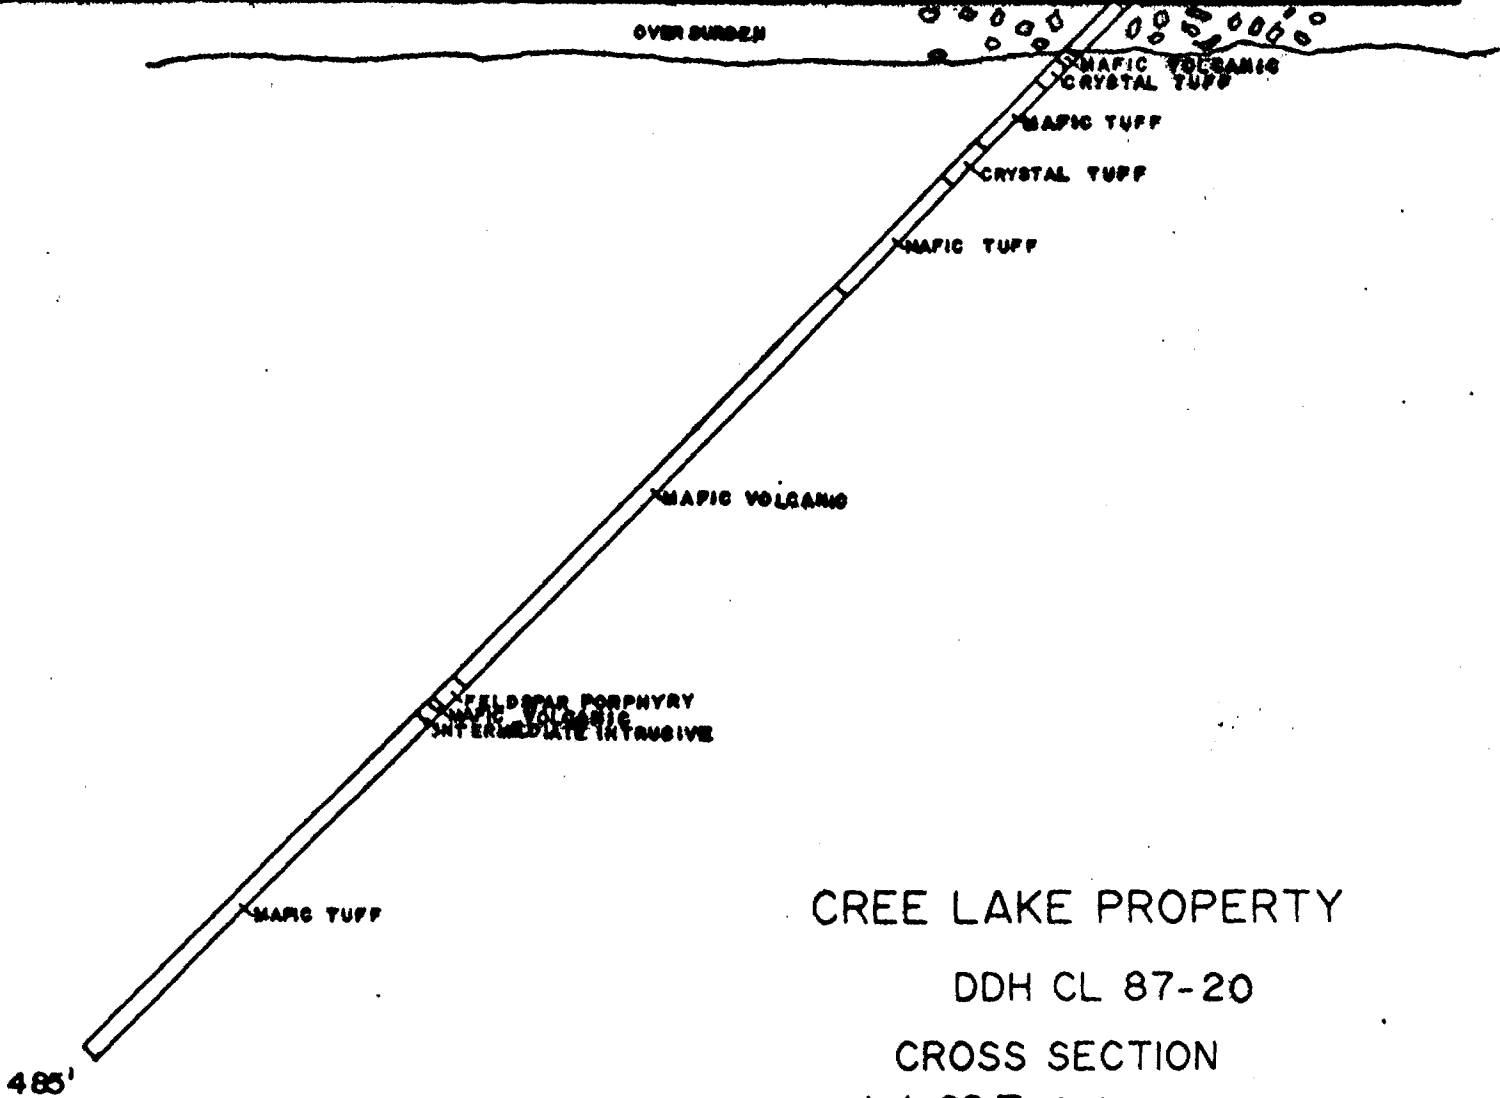 OVERBURDEN
MAFIC VOLCANIC
CRYSTAL TUFF
MAFIC TUFF
CRYSTAL TUFF
MAFIC TUFF
MAFIC VOLCANIC
FELDSPAR PORPHYRY
MAFIC VOLCANIC
INTERMEDIATE INTRUSIVE
MAFIC TUFF
CREE LAKE PROPERTY
DDH CL 87-20
CROSS SECTION
485'